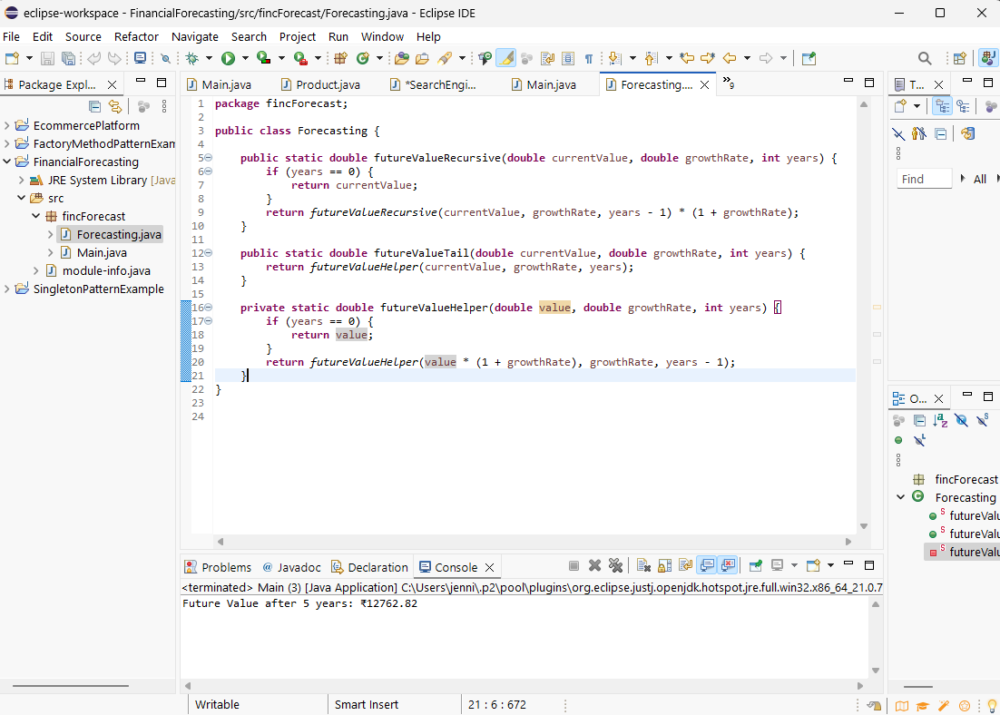 eclipse-workspace - FinancialForecasting/src/fincForecast/Forecasting.java - Eclipse IDE
File Edit Source Refactor Navigate Search Project Run Window Help
Package Expl...
EcommercePlatform
FactoryMethodPatternExam
FinancialForecasting
JRE System Library [Java
src
fincForecast
Forecasting.java
Main.java
module-info.java
SingletonPatternExample
Main.java Product.java *SearchEngi... Main.java Forecasting.... »9
1 package fincForecast;
2
3 public class Forecasting {
4
5 public static double futureValueRecursive(double currentValue, double growthRate, int years) {
6 if (years == 0) {
7 return currentValue;
8 }
9 return futureValueRecursive(currentValue, growthRate, years - 1) * (1 + growthRate);
10 }
11
12 public static double futureValueTail(double currentValue, double growthRate, int years) {
13 return futureValueHelper(currentValue, growthRate, years);
14 }
15
16 private static double futureValueHelper(double value, double growthRate, int years) {
17 if (years == 0) {
18 return value;
19 }
20 return futureValueHelper(value * (1 + growthRate), growthRate, years - 1);
21 }
22 }
23
24
T...
Find All
O...
fincForecast
Forecasting
futureValu
futureValu
futureValu
Problems @ Javadoc Declaration Console
<terminated> Main (3) [Java Application] C:\Users\jenni\.p2\pool\plugins\org.eclipse.justj.openjdk.hotspot.jre.full.win32.x86_64_21.0.7
Future Value after 5 years: ₹12762.82
Writable Smart Insert 21 : 6 : 672